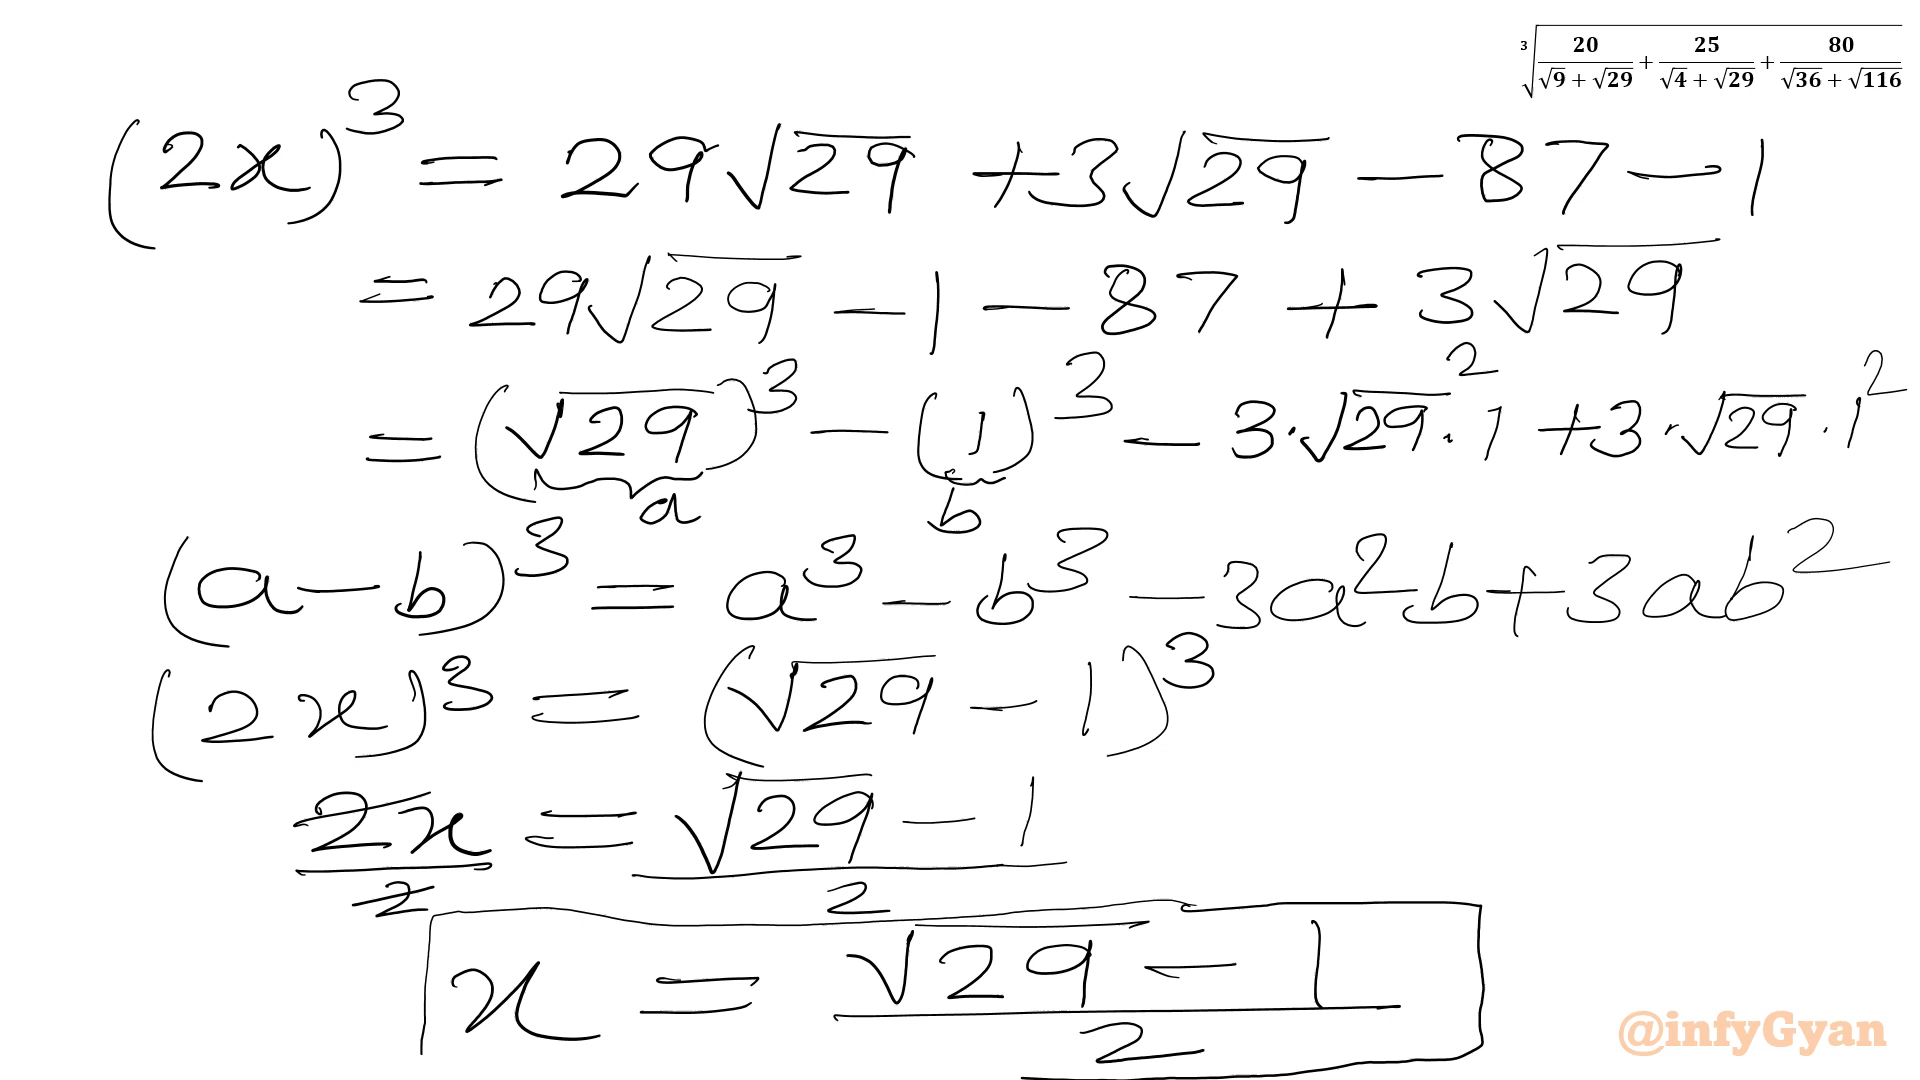 ∛(20/(√9 + √29) + 25/(√4 + √29) + 80/(√36 + √116))
(2x)³ = 29√29 + 3√29 − 87 − 1
= 29√29 − 1 − 87 + 3√29
= (√29)³ − (1)³ − 3·√29²·1 + 3·√29·1²
a b
(a − b)³ = a³ − b³ − 3a²b + 3ab²
(2x)³ = (√29 − 1)³
2x/2 = (√29 − 1)/2
x = (√29 − 1)/2
@infyGyan